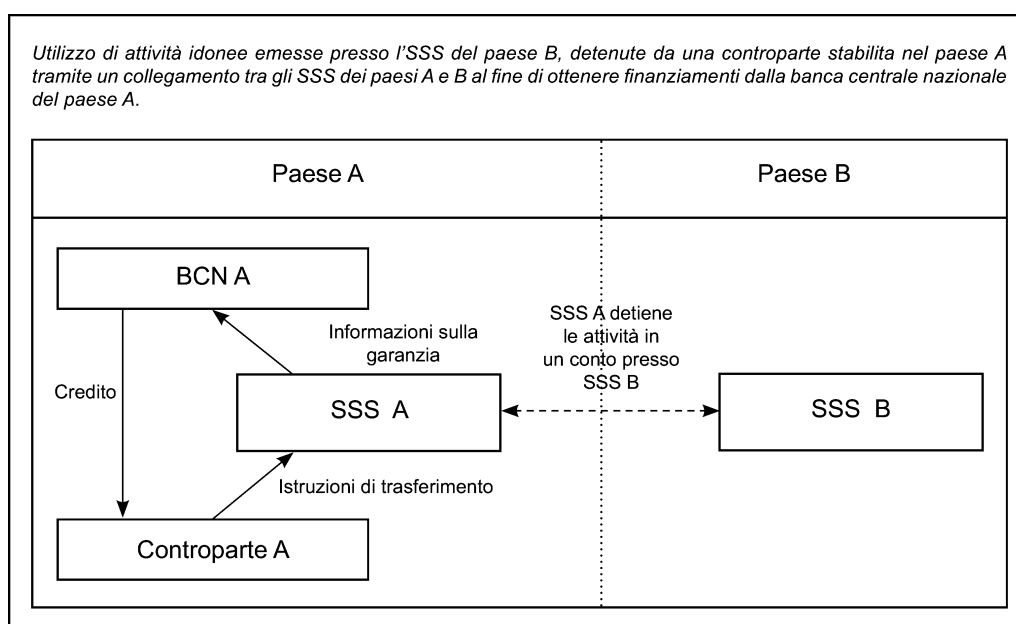 Utilizzo di attività idonee emesse presso l'SSS del paese B, detenute da una controparte stabilita nel paese A
tramite un collegamento tra gli SSS dei paesi A e B al fine di ottenere finanziamenti dalla banca centrale nazionale
del paese A.
Paese A
Paese B
BCN A
Informazioni sulla
garanzia
SSS A detiene
le attività in
un conto presso
SSS B
Credito
SSS A
SSS B
Istruzioni di trasferimento
Controparte A